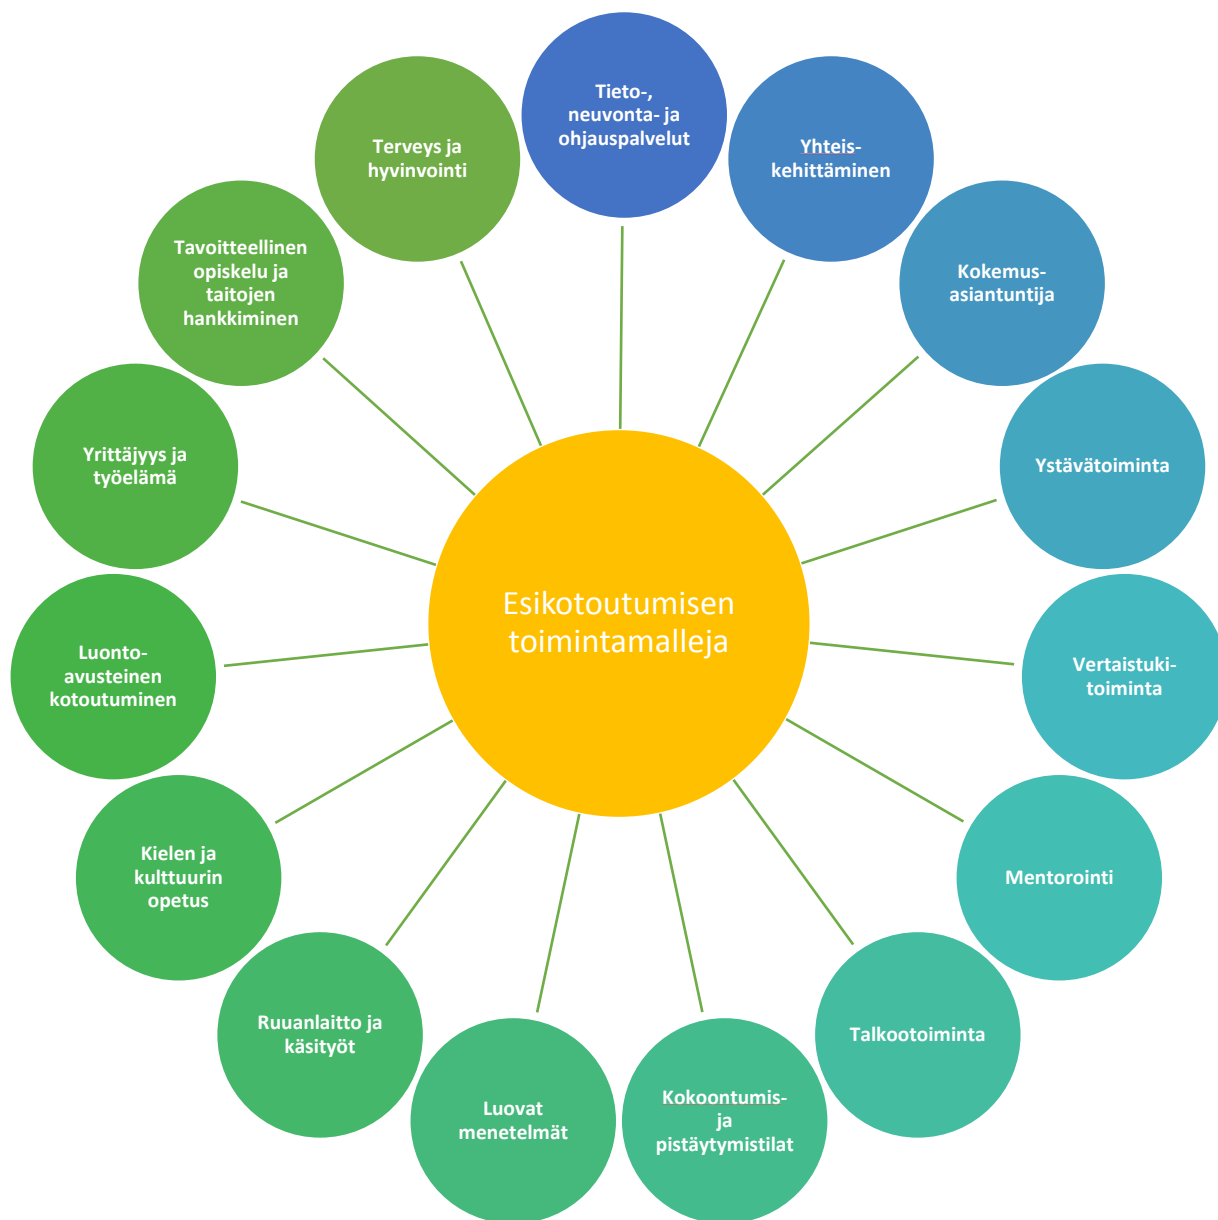 Tieto-,
neuvonta- ja
ohjauspalvelut
Yhteis-
kehittäminen
Kokemus-
asiantuntija
Ystävätoiminta
Vertaistuki-
toiminta
Mentorointi
Talkootoiminta
Kokoontumis-
ja
pistäytymistilat
Luovat
menetelmät
Ruuanlaitto ja
käsityöt
Kielen ja
kulttuurin
opetus
Luonto-
avusteinen
kotoutuminen
Yrittäjyys ja
työelämä
Tavoitteellinen
opiskelu ja
taitojen
hankkiminen
Terveys ja
hyvinvointi
Esikotoutumisen
toimintamalleja